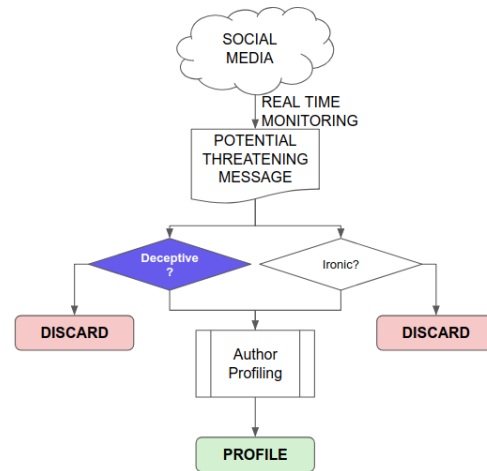 SOCIAL
MEDIA
REAL TIME
MONITORING
POTENTIAL
THREATENING
MESSAGE
Deceptive
?
Ironic?
DISCARD
DISCARD
Author
Profiling
PROFILE